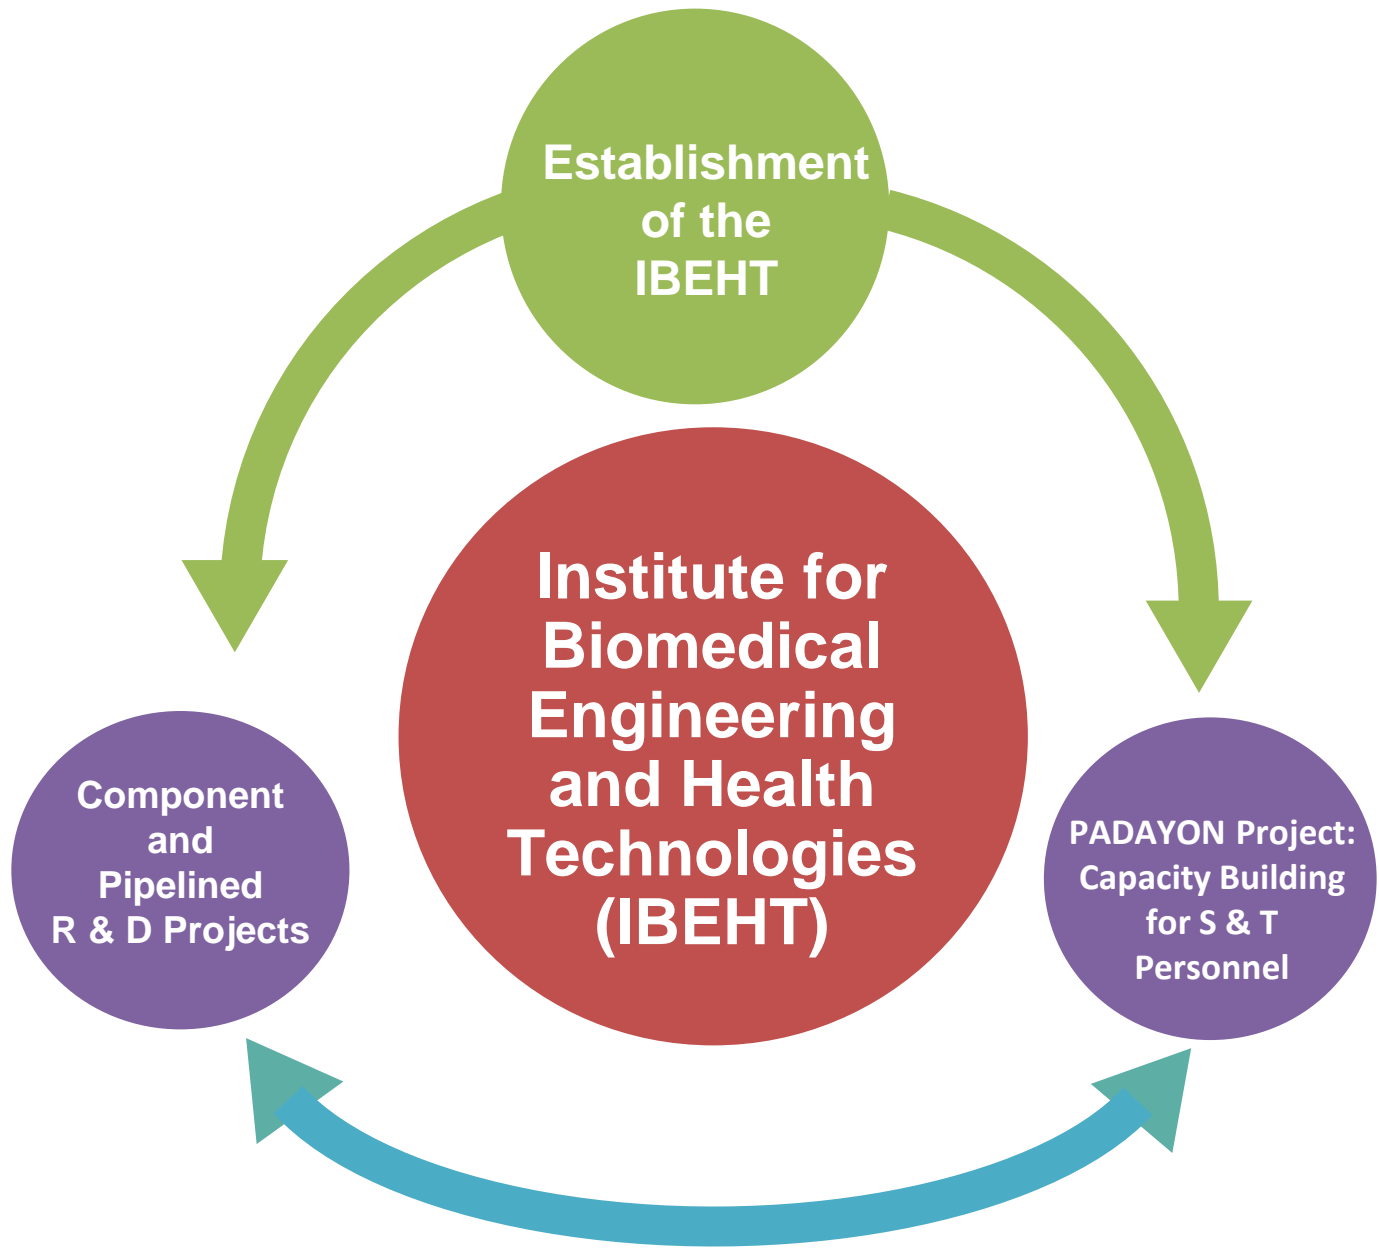 Establishment
of the
IBEHT
Institute for
Biomedical
Engineering
and Health
Technologies
(IBEHT)
Component
and
Pipelined
R & D Projects
PADAYON Project:
Capacity Building
for S & T
Personnel